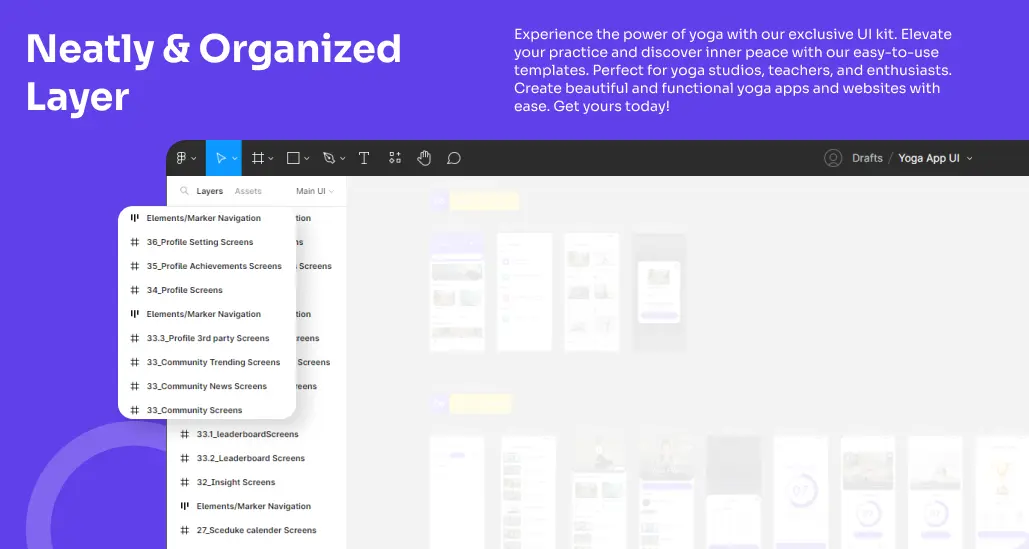 Neatly & Organized
Layer
Experience the power of yoga with our exclusive UI kit. Elevate
your practice and discover inner peace with our easy-to-use
templates. Perfect for yoga studios, teachers, and enthusiasts.
Create beautiful and functional yoga apps and websites with
ease. Get yours today!
Drafts / Yoga App UI
Layers Assets Main UI
Elements/Marker Navigation
36_Profile Setting Screens
35_Profile Achievements Screens
34_Profile Screens
Elements/Marker Navigation
33.3_Profile 3rd party Screens
33_Community Trending Screens
33_Community News Screens
33_Community Screens
33.1_leaderboardScreens
33.2_Leaderboard Screens
32_Insight Screens
Elements/Marker Navigation
27_Sceduke calender Screens